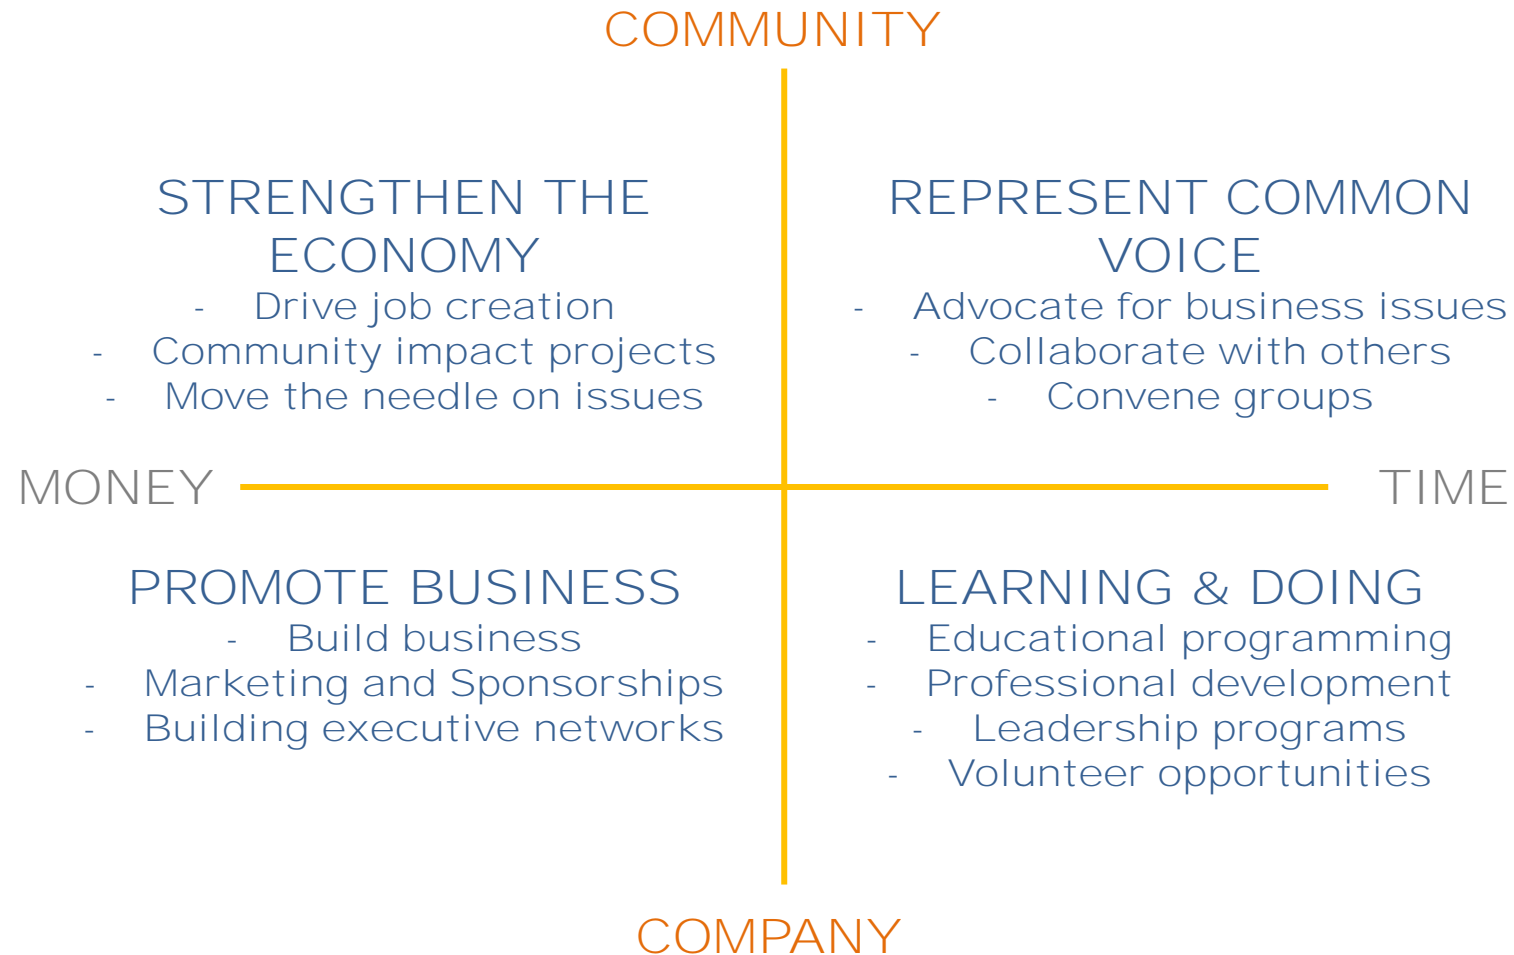 COMMUNITY
STRENGTHEN THE
ECONOMY
- Drive job creation
- Community impact projects
- Move the needle on issues
REPRESENT COMMON
VOICE
- Advocate for business issues
- Collaborate with others
- Convene groups
MONEY
TIME
PROMOTE BUSINESS
- Build business
- Marketing and Sponsorships
- Building executive networks
LEARNING & DOING
- Educational programming
- Professional development
- Leadership programs
- Volunteer opportunities
COMPANY